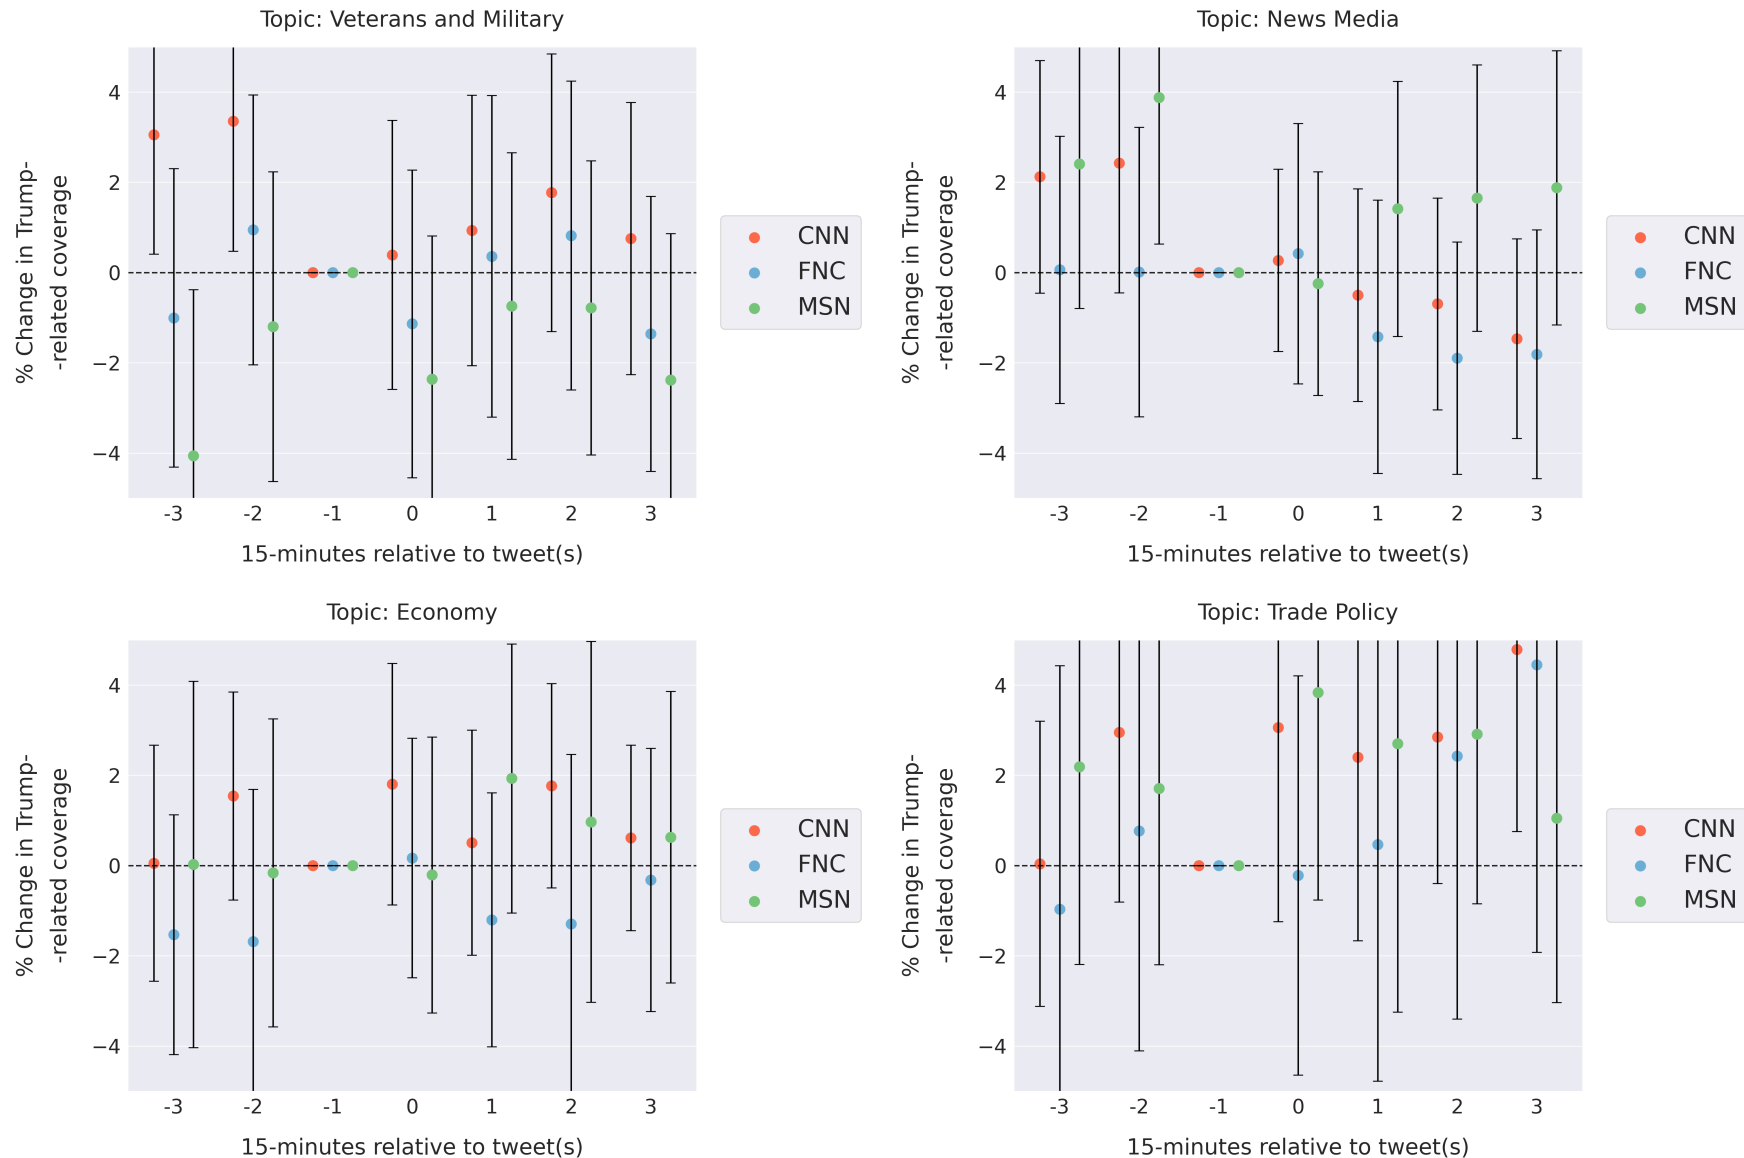 Topic: Veterans and Military
% Change in Trump-
-related coverage
4
2
0
−2
−4
-3 -2 -1 0 1 2 3
15-minutes relative to tweet(s)
CNN
FNC
MSN
Topic: News Media
% Change in Trump-
-related coverage
4
2
0
−2
−4
-3 -2 -1 0 1 2 3
15-minutes relative to tweet(s)
CNN
FNC
MSN
Topic: Economy
% Change in Trump-
-related coverage
4
2
0
−2
−4
-3 -2 -1 0 1 2 3
15-minutes relative to tweet(s)
CNN
FNC
MSN
Topic: Trade Policy
% Change in Trump-
-related coverage
4
2
0
−2
−4
-3 -2 -1 0 1 2 3
15-minutes relative to tweet(s)
CNN
FNC
MSN